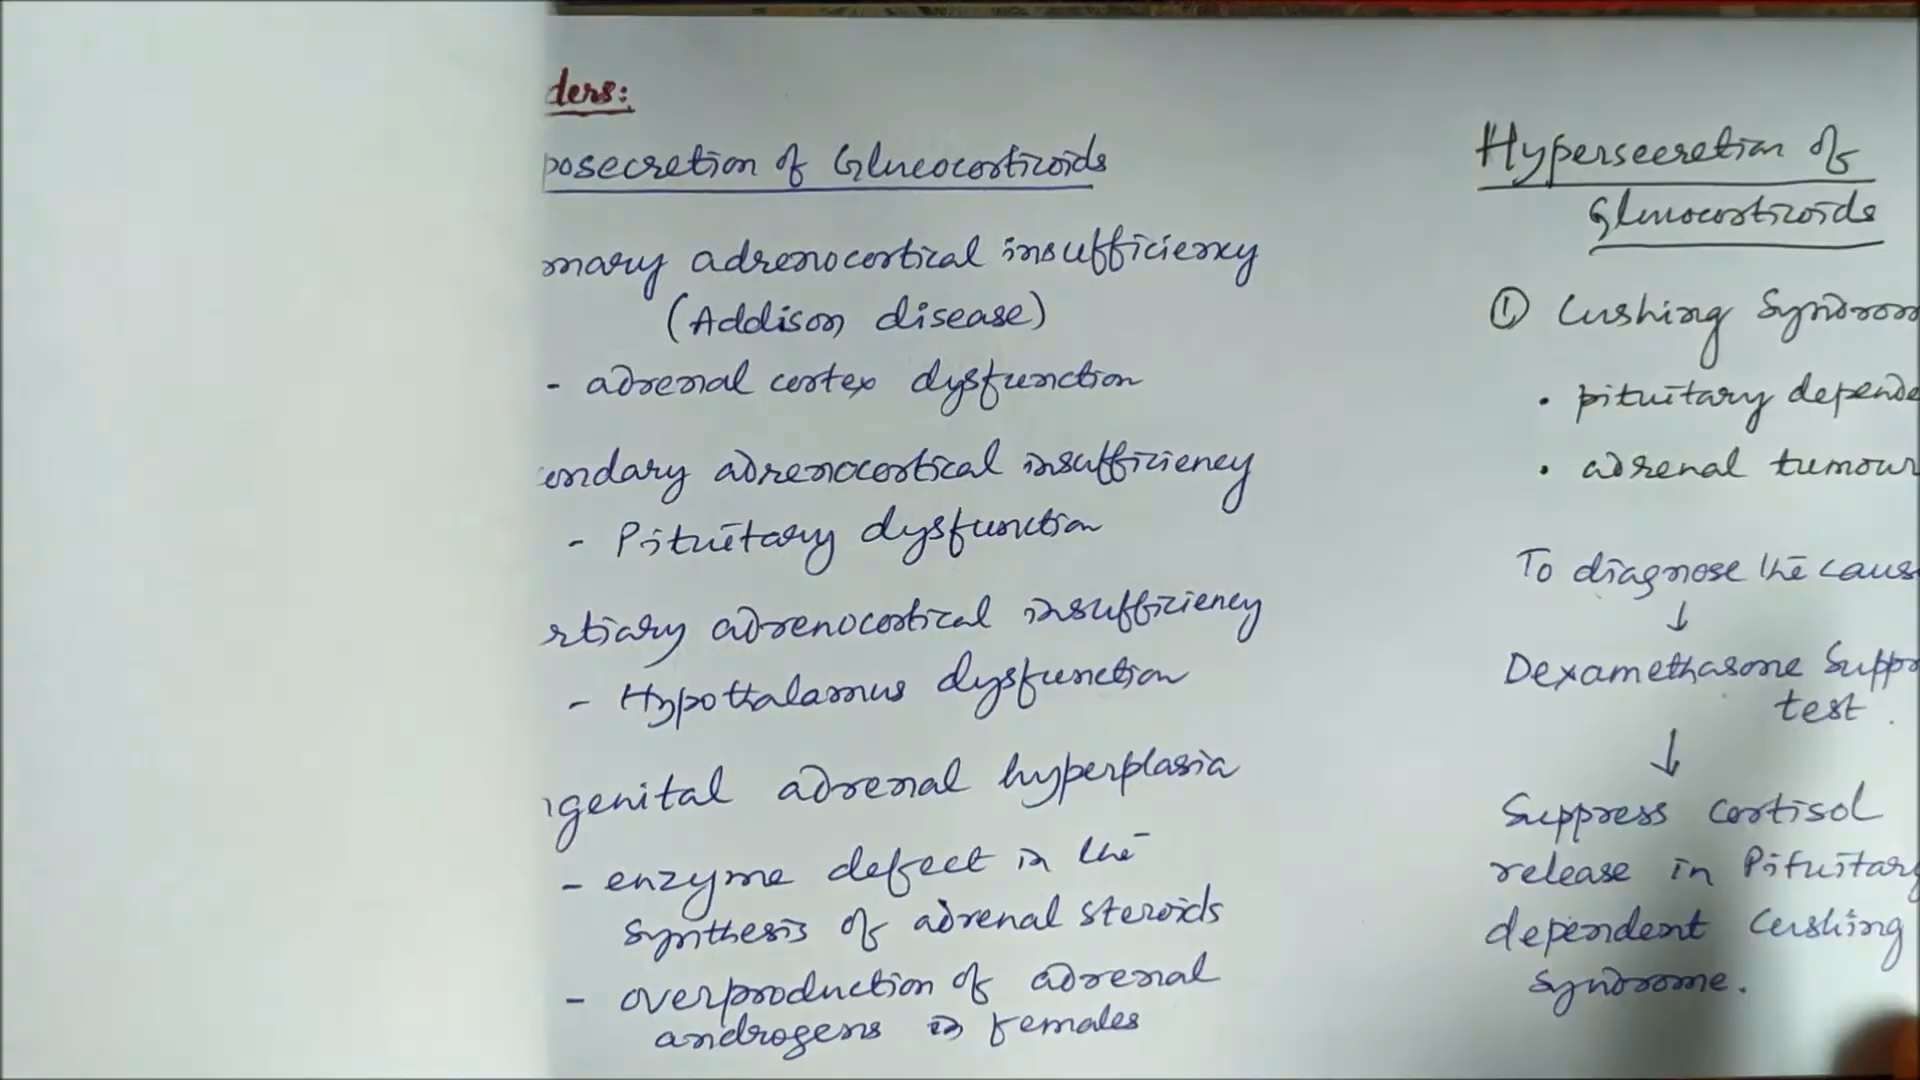 ders:
posecretion of Glucocorticoids
mary adrenocortical insufficiency
(Addison disease)
- adrenal cortex dysfunction
ondary adrenocortical insufficiency
- Pituitary dysfunction
rtiary adrenocortical insufficiency
- Hypothalamus dysfunction
genital adrenal hyperplasia
- enzyme defect in the
synthesis of adrenal steroids
- overproduction of adrenal
androgens in females
Hypersecretion of
Glucocorticoids
① Cushing Syndrom
• pituitary depende
• adrenal tumour
To diagnose the caus
↓
Dexamethasone Suppr
test.
↓
Suppress cortisol
release in Pituitary
dependent Cushing
syndrome.